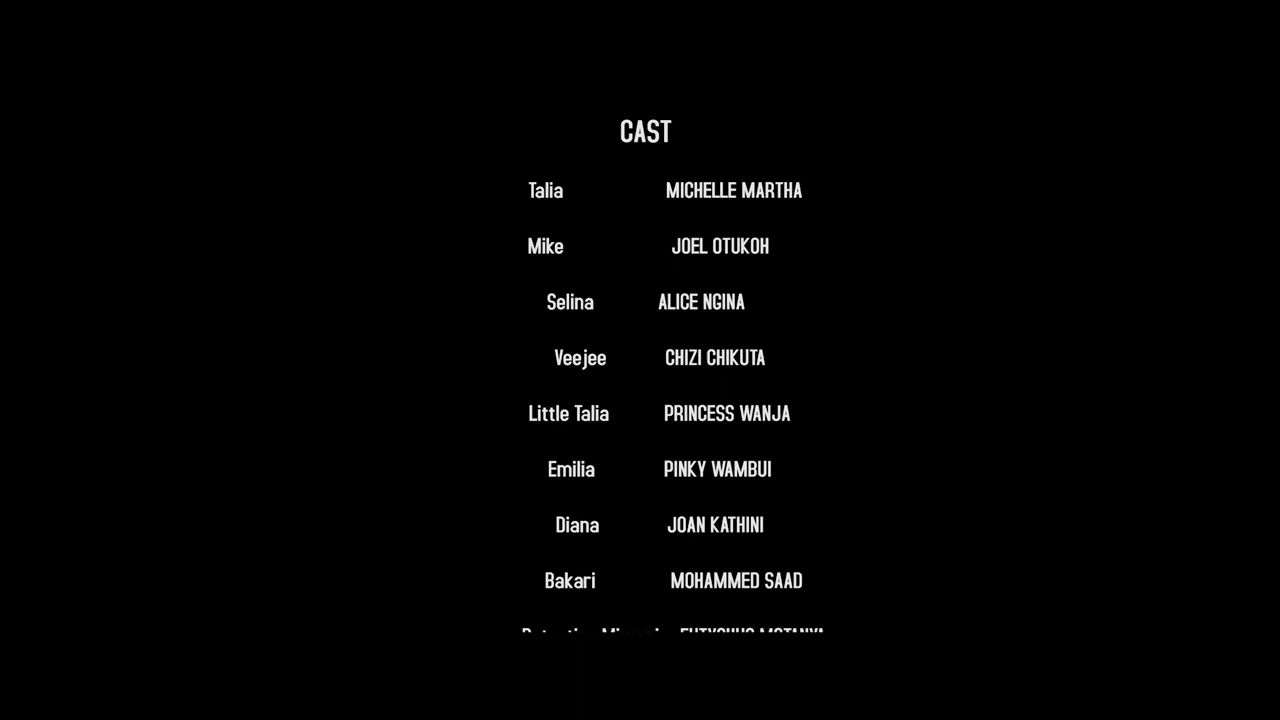 CAST
Talia MICHELLE MARTHA
Mike JOEL OTUKOH
Selina ALICE NGINA
Veejee CHIZI CHIKUTA
Little Talia PRINCESS WANJA
Emilia PINKY WAMBUI
Diana JOAN KATHINI
Bakari MOHAMMED SAAD